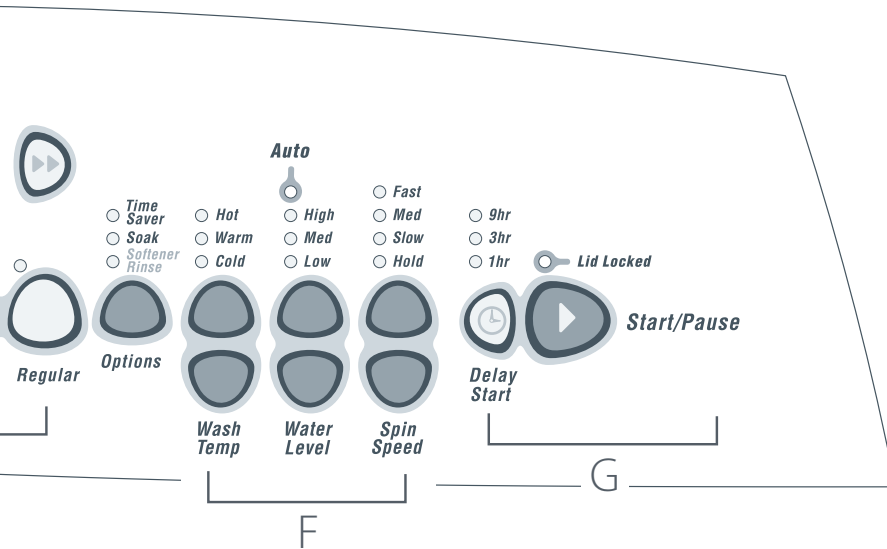 Auto
Time
Saver
Soak
Softener
Rinse
Hot
Warm
Cold
High
Med
Low
Fast
Med
Slow
Hold
9hr
3hr
1hr
Lid Locked
Start/Pause
Regular
Options
Wash
Temp
Water
Level
Spin
Speed
Delay
Start
F
G